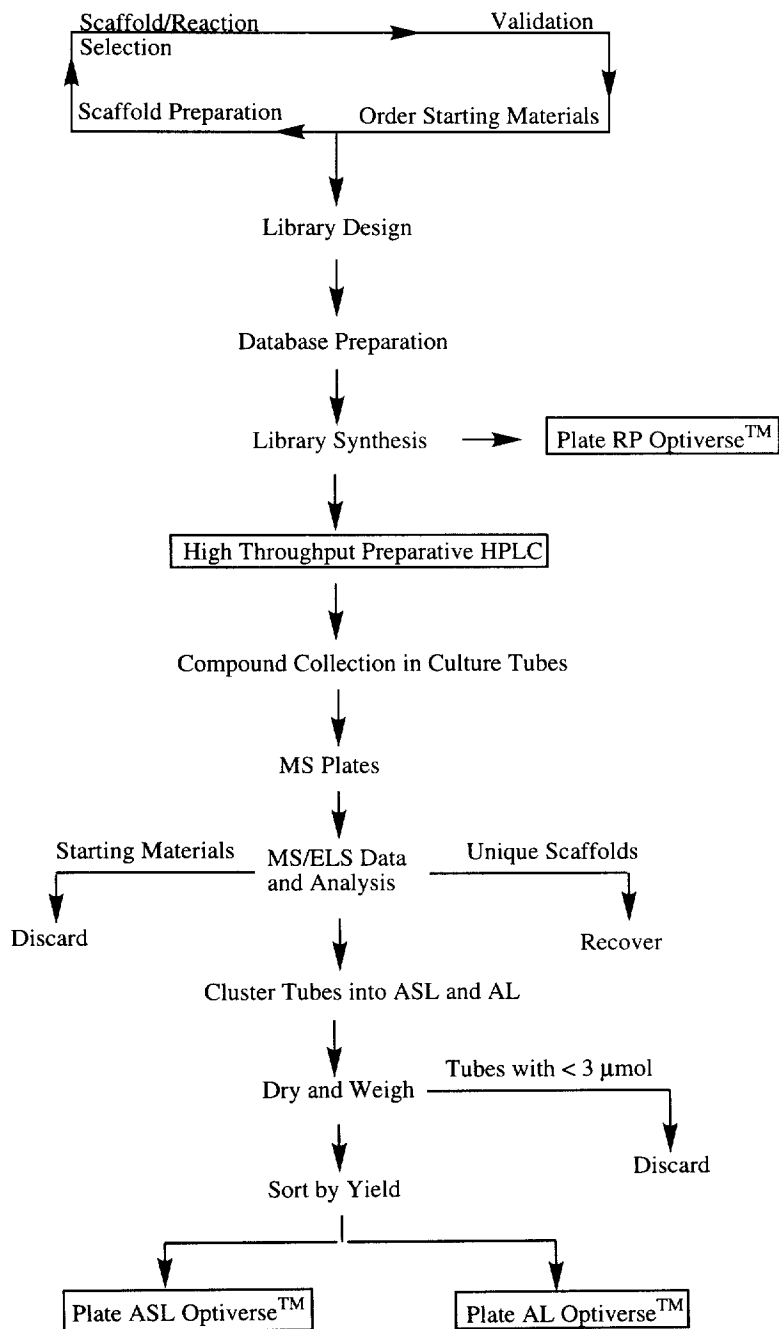 Scaffold/Reaction
Selection
Validation
Scaffold Preparation
Order Starting Materials
Library Design
Database Preparation
Library Synthesis
Plate RP Optiverse™
High Throughput Preparative HPLC
Compound Collection in Culture Tubes
MS Plates
Starting Materials
MS/ELS Data
and Analysis
Unique Scaffolds
Discard
Recover
Cluster Tubes into ASL and AL
Dry and Weigh
Tubes with < 3 μmol
Discard
Sort by Yield
Plate ASL Optiverse™
Plate AL Optiverse™